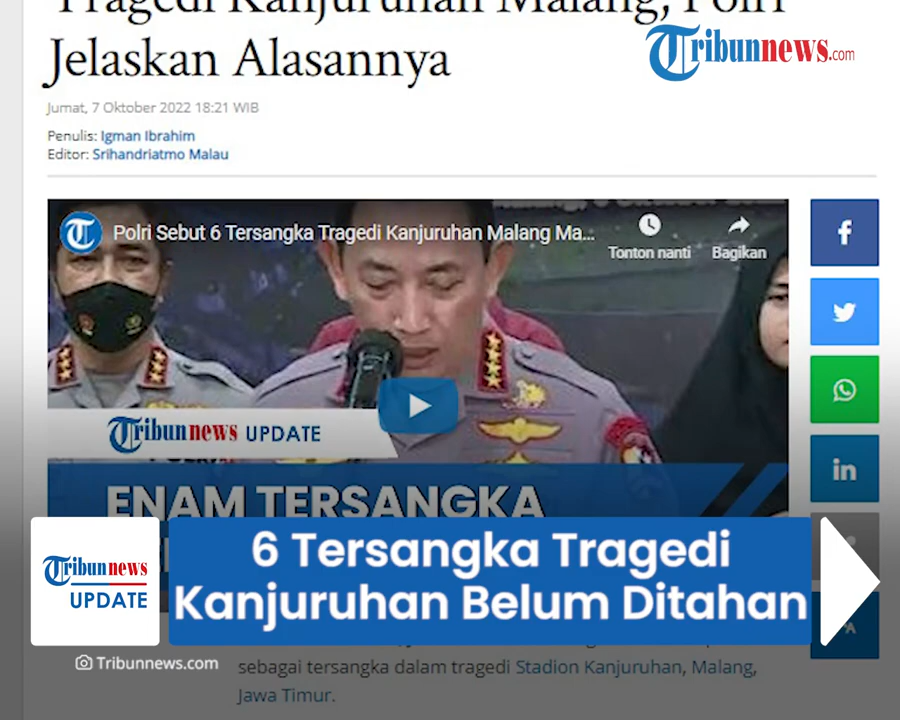 Tragedi Kanjuruhan Malang, Polri
Jelaskan Alasannya
Tribunnews.com
Jumat, 7 Oktober 2022 18:21 WIB
Penulis: Igman Ibrahim
Editor: Srihandriatmo Malau
Polri Sebut 6 Tersangka Tragedi Kanjuruhan Malang Ma...
Tonton nanti
Bagikan
Tribunnews UPDATE
ENAM TERSANGKA
6 Tersangka Tragedi
Kanjuruhan Belum Ditahan
Tribunnews
UPDATE
Tribunnews.com
sebagai tersangka dalam tragedi Stadion Kanjuruhan, Malang,
Jawa Timur.